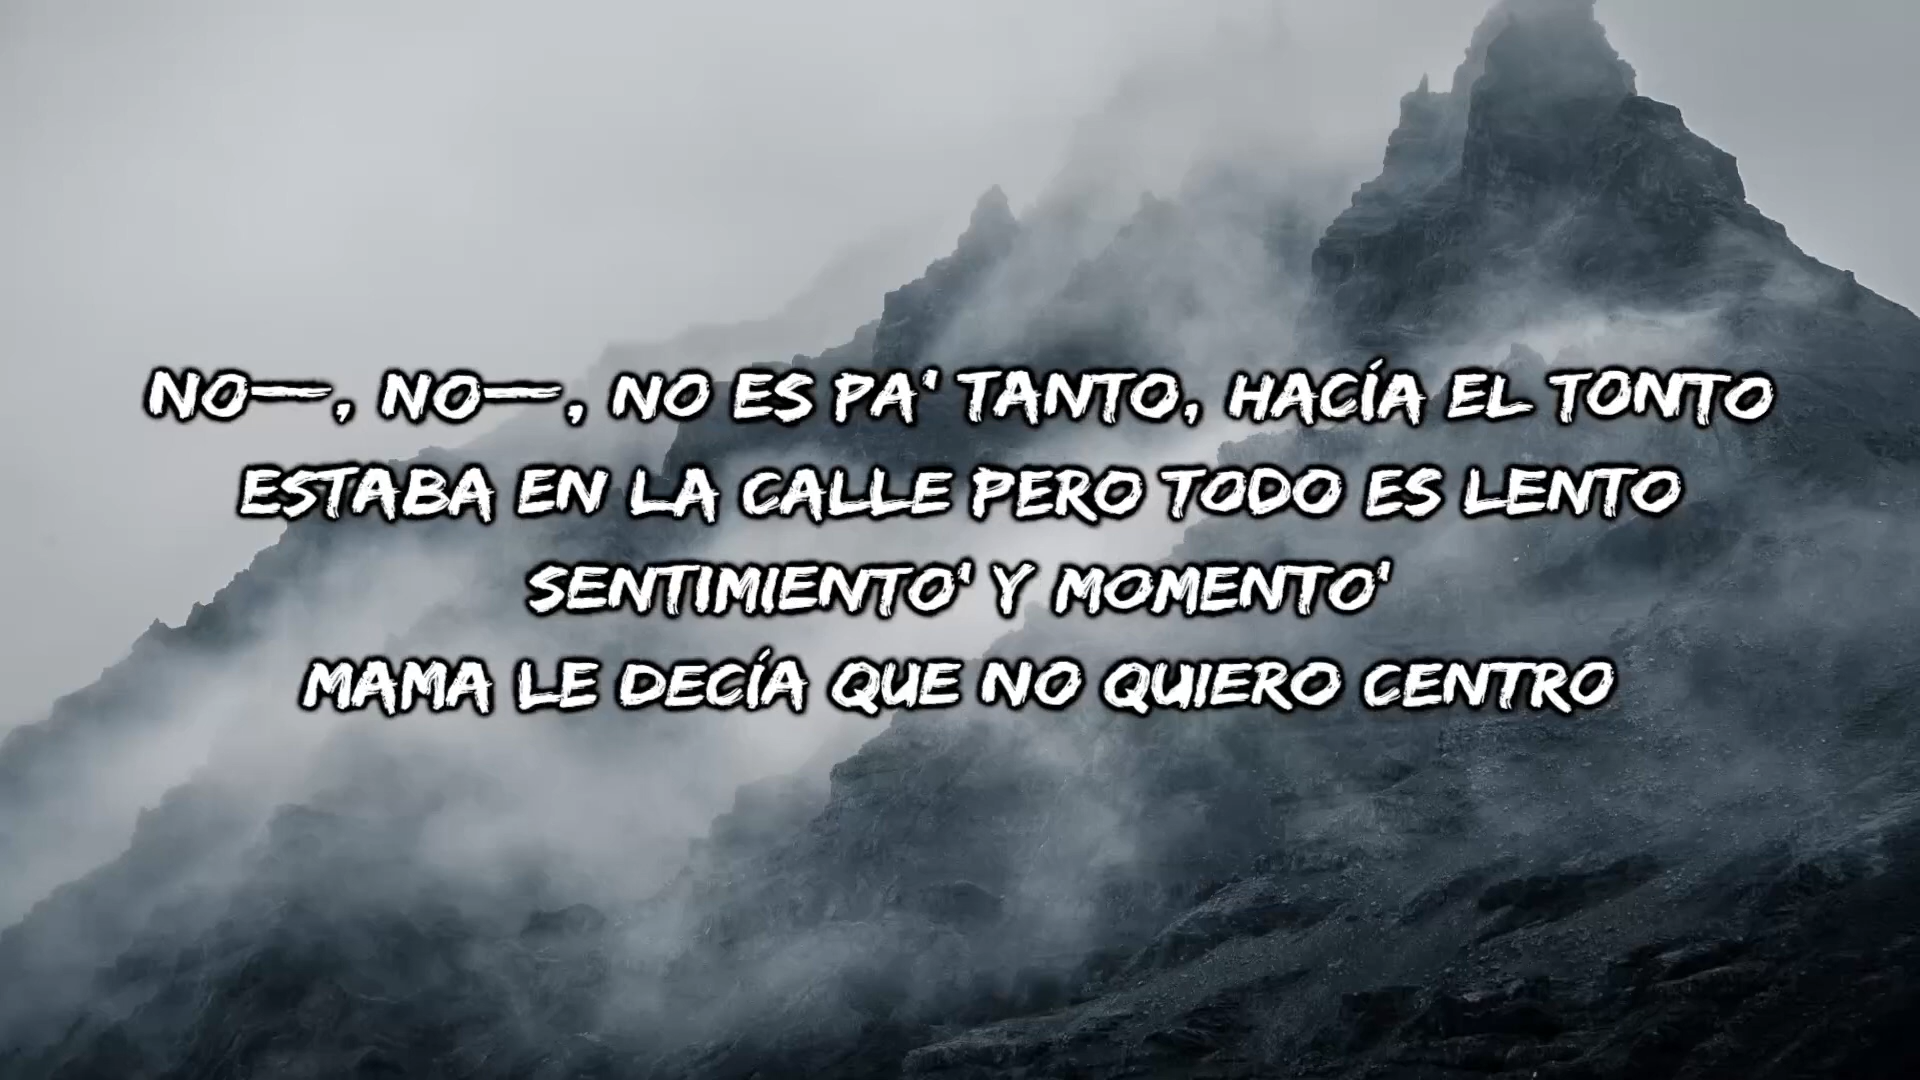 NO—, NO—, NO ES PA' TANTO, HACÍA EL TONTO
ESTABA EN LA CALLE PERO TODO ES LENTO
SENTIMIENTO' Y MOMENTO'
MAMA LE DECÍA QUE NO QUIERO CENTRO